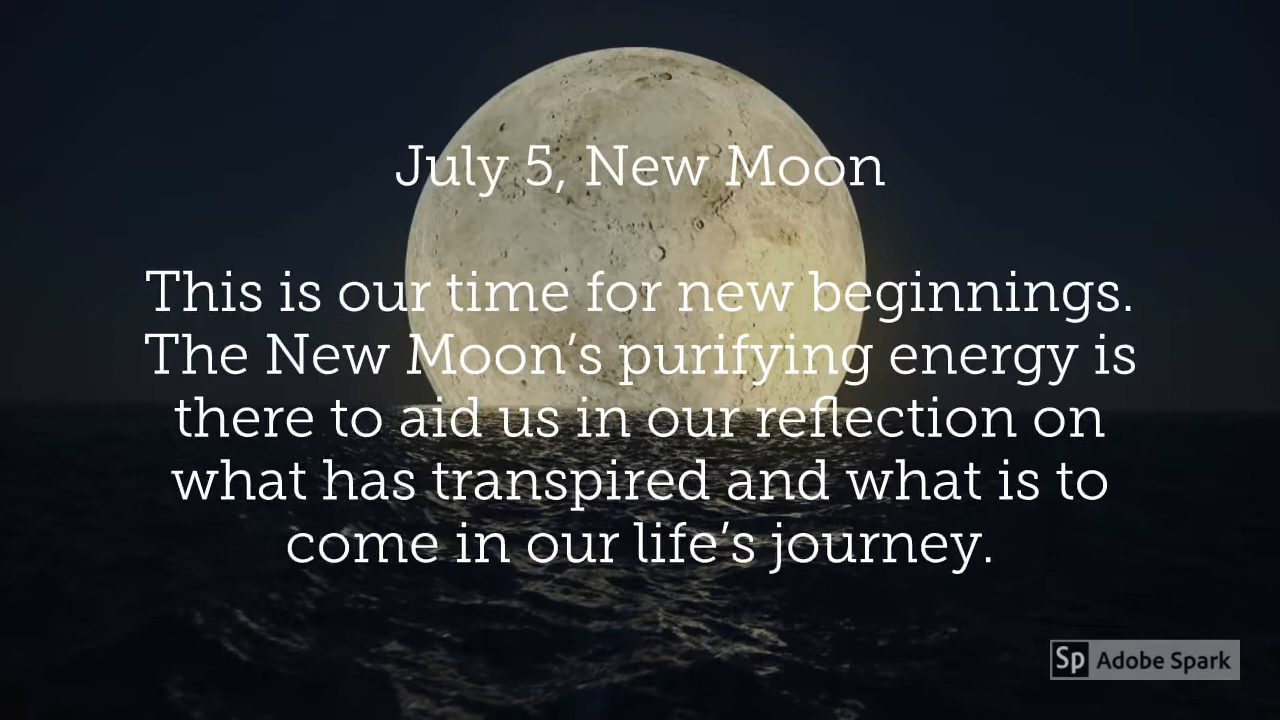 July 5, New Moon
This is our time for new beginnings.
The New Moon’s purifying energy is
there to aid us in our reflection on
what has transpired and what is to
come in our life’s journey.
Sp Adobe Spark